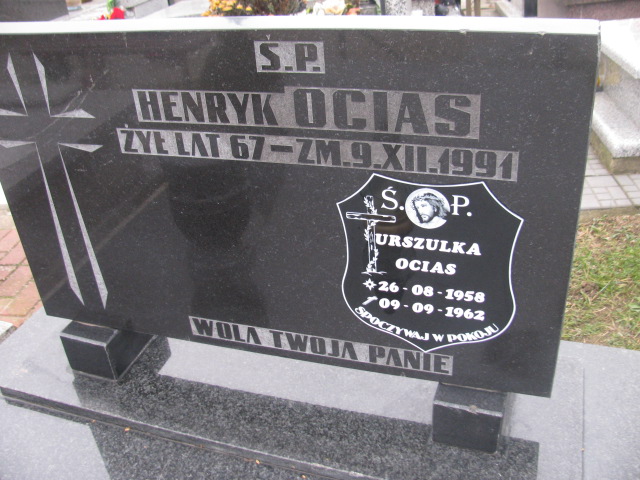 Ś.P.
HENRYK OCIAS
ŻYŁ LAT 67 - ZM. 9. XII. 1991
Ś. P.
URSZULKA
OCIAS
26 - 08 - 1958
09 - 09 - 1962
SPOCZYWAJ W POKOJU
WOLA TWOJA PANIE